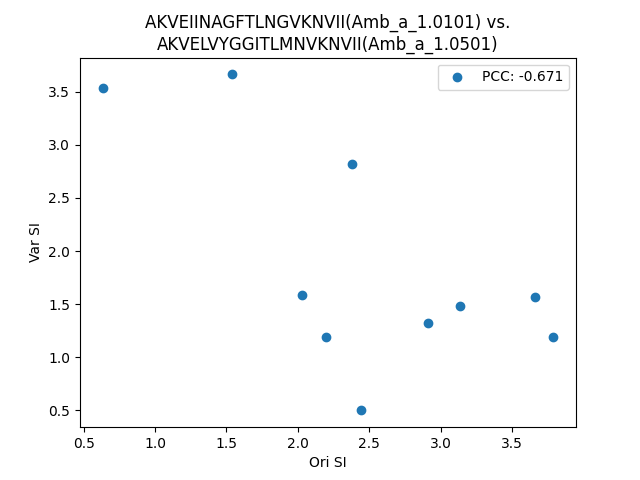 AKVEIINAGFTLNGVKNVII(Amb_a_1.0101) vs.
AKVELVYGGITLMNVKNVII(Amb_a_1.0501)
PCC: -0.671
3.5
3.0
2.5
2.0
1.5
1.0
0.5
Var SI
0.5 1.0 1.5 2.0 2.5 3.0 3.5
Ori SI